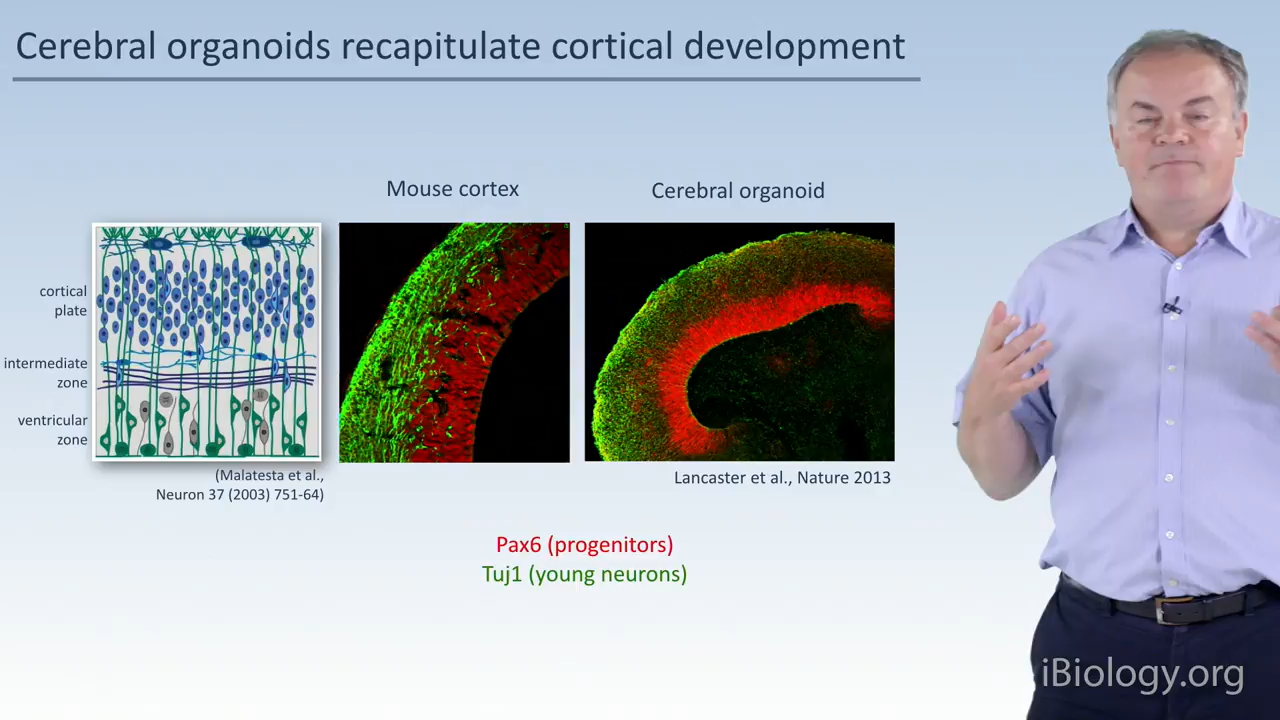 Cerebral organoids recapitulate cortical development
Mouse cortex
Cerebral organoid
cortical
plate
intermediate
zone
ventricular
zone
(Malatesta et al.,
Neuron 37 (2003) 751-64)
Lancaster et al., Nature 2013
Pax6 (progenitors)
Tuj1 (young neurons)
iBiology.org